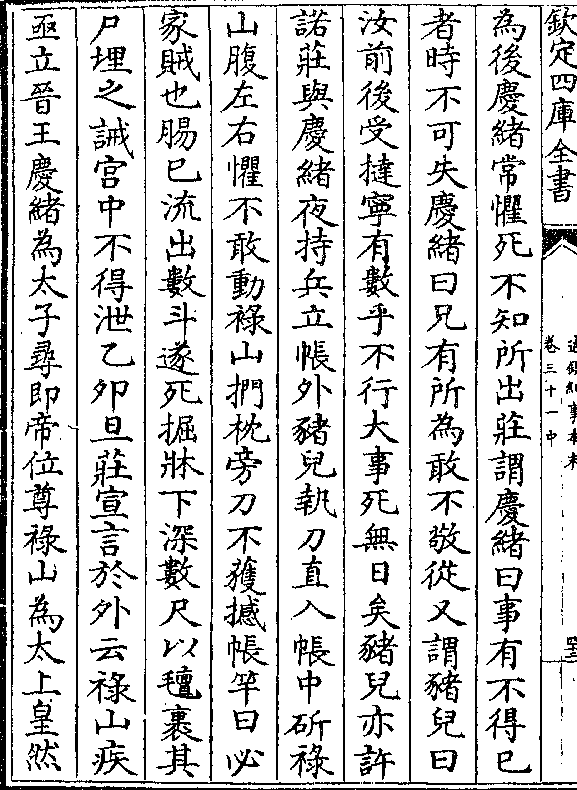 欽定四庫全書
通鑑紀事本末
卷三十一中
為後慶緒常懼死不知所出莊謂慶緒曰事有不得已
者時不可失慶緒曰兄有所為敢不敬從又謂豬兒曰
汝前後受撻寧有數乎不行大事死無日矣豬兒亦許
諾莊與慶緒夜持兵立帳外豬兒執刀直入帳中斫祿
山腹左右懼不敢動祿山捫枕旁刀不獲撼帳竿曰必
家賊也腸已流出數斗遂死掘牀下深數尺以氊裹其
尸埋之誡宫中不得泄乙夘旦莊宣言於外云祿山疾
亟立晉王慶緒為太子尋即帝位尊祿山為太上皇然